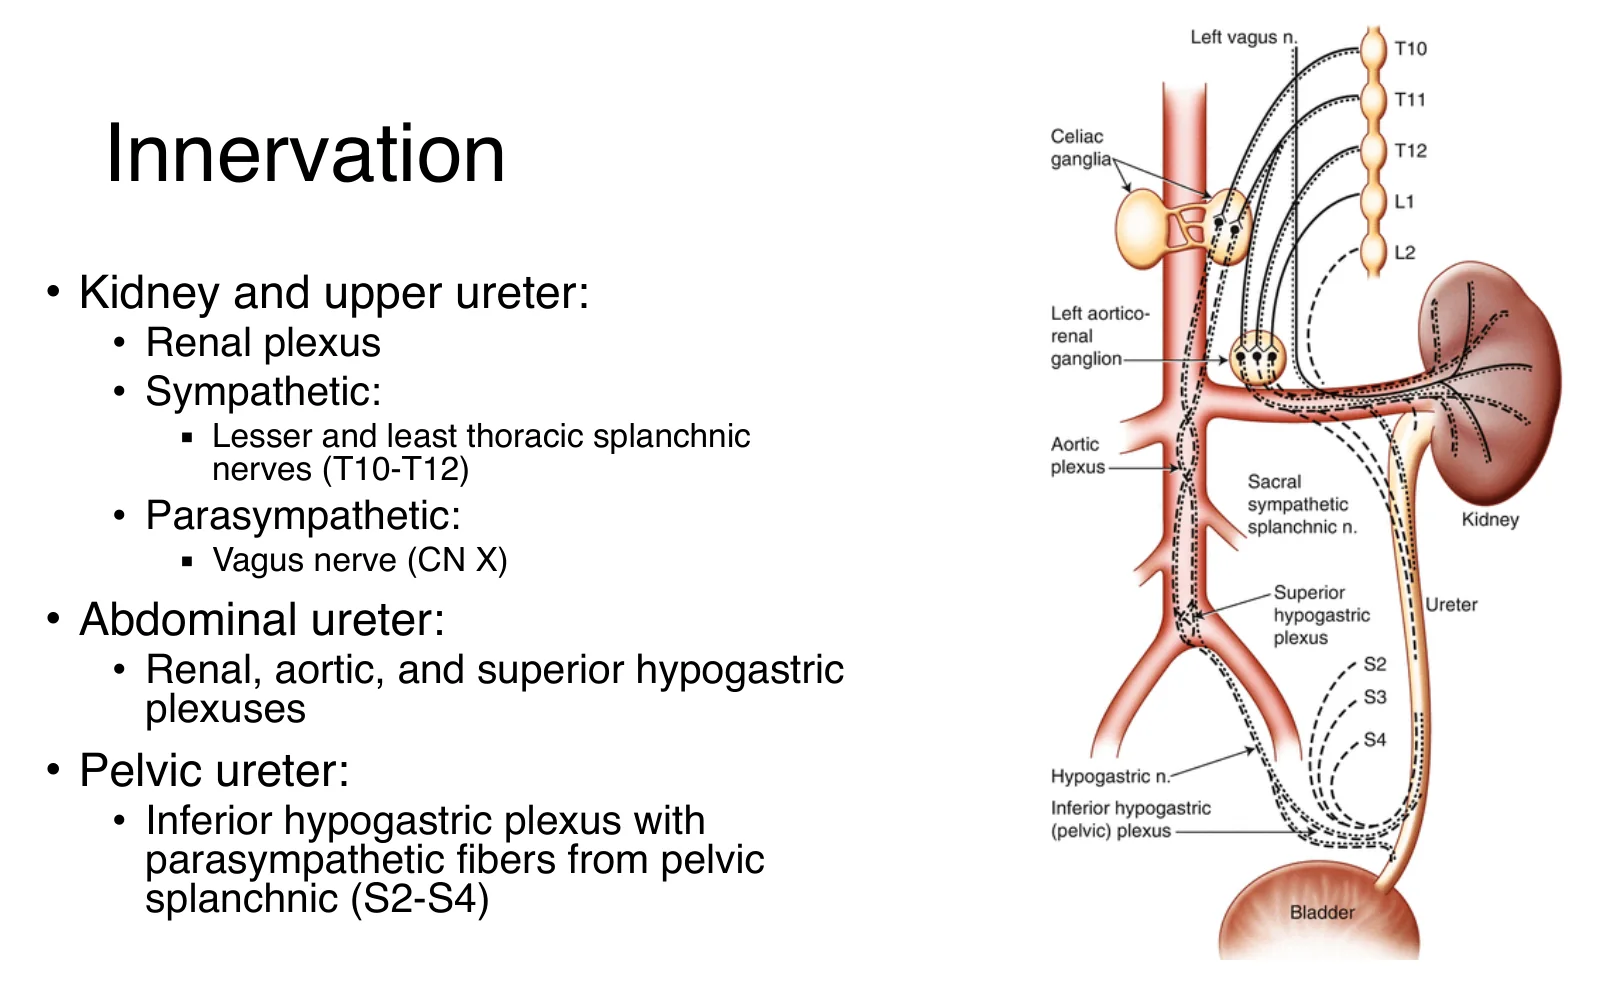 Innervation
• Kidney and upper ureter:
• Renal plexus
• Sympathetic:
▪ Lesser and least thoracic splanchnic
nerves (T10-T12)
• Parasympathetic:
▪ Vagus nerve (CN X)
• Abdominal ureter:
• Renal, aortic, and superior hypogastric
plexuses
• Pelvic ureter:
• Inferior hypogastric plexus with
parasympathetic fibers from pelvic
splanchnic (S2-S4)
Left vagus n.
T10
T11
T12
L1
L2
Celiac
ganglia
Left aortico-
renal
ganglion
Aortic
plexus
Sacral
sympathetic
splanchnic n.
Kidney
Superior
hypogastric
plexus
Ureter
S2
S3
S4
Hypogastric n.
Inferior hypogastric
(pelvic) plexus
Bladder